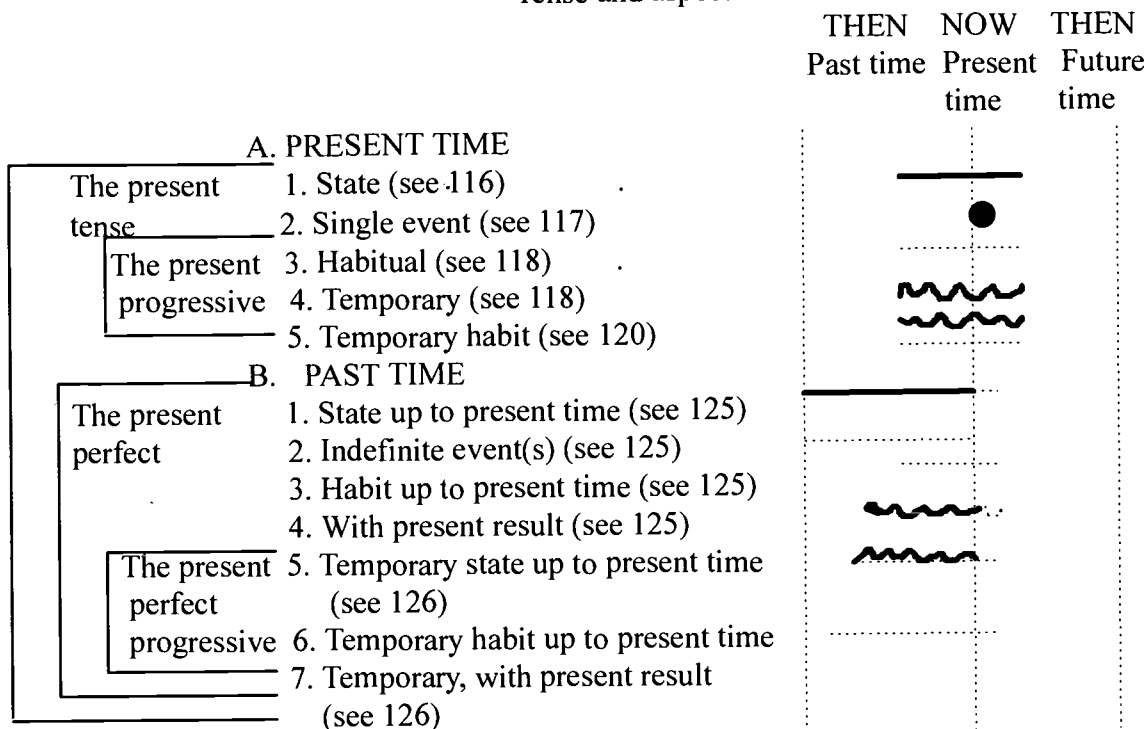 THEN NOW THEN
Past time Present Future
time time
A. PRESENT TIME
The present 1. State (see 116)
tense 2. Single event (see 117)
The present 3. Habitual (see 118)
progressive 4. Temporary (see 118)
5. Temporary habit (see 120)
B. PAST TIME
The present 1. State up to present time (see 125)
perfect 2. Indefinite event(s) (see 125)
3. Habit up to present time (see 125)
4. With present result (see 125)
The present 5. Temporary state up to present time
perfect (see 126)
progressive 6. Temporary habit up to present time
7. Temporary, with present result
(see 126)